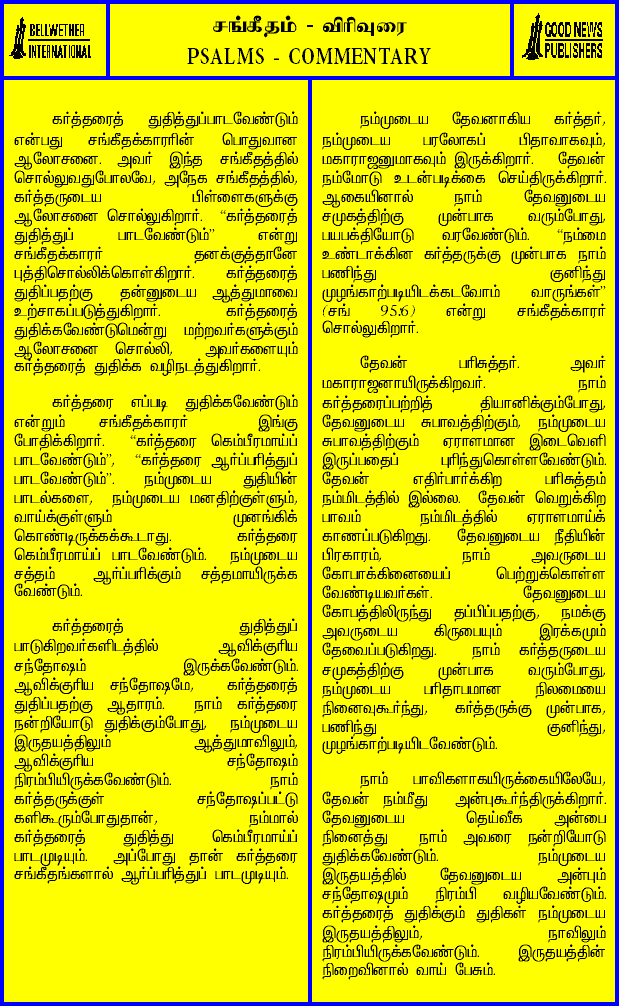 BELLWETHER
INTERNATIONAL
சங்கீதம் - விரிவுரை
PSALMS - COMMENTARY
GOOD NEWS
PUBLISHERS
கர்த்தரைத் துதித்துப்பாடவேண்டும்
என்பது சங்கீதக்காரரின் பொதுவான
ஆலோசனை. அவர் இந்த சங்கீதத்தில்
சொல்லுவதுபோலவே, அநேக சங்கீதத்தில்,
கர்த்தருடைய பிள்ளைகளுக்கு
ஆலோசனை சொல்லுகிறார். “கர்த்தரைத்
துதித்துப் பாடவேண்டும்” என்று
சங்கீதக்காரர் தனக்குத்தானே
புத்திசொல்லிக்கொள்கிறார். கர்த்தரைத்
துதிப்பதற்கு தன்னுடைய ஆத்துமாவை
உற்சாகப்படுத்துகிறார். கர்த்தரைத்
துதிக்கவேண்டுமென்று மற்றவர்களுக்கும்
ஆலோசனை சொல்லி, அவர்களையும்
கர்த்தரைத் துதிக்க வழிநடத்துகிறார்.
கர்த்தரை எப்படி துதிக்கவேண்டும்
என்றும் சங்கீதக்காரர் இங்கு
போதிக்கிறார். “கர்த்தரை கெம்பீரமாய்ப்
பாடவேண்டும்”, “கர்த்தரை ஆர்ப்பரித்துப்
பாடவேண்டும்”. நம்முடைய துதியின்
பாடல்களை, நம்முடைய மனதிற்குள்ளும்,
வாய்க்குள்ளும் முனங்கிக்
கொண்டிருக்கக்கூடாது. கர்த்தரை
கெம்பீரமாய்ப் பாடவேண்டும். நம்முடைய
சத்தம் ஆர்ப்பரிக்கும் சத்தமாயிருக்க
வேண்டும்.
கர்த்தரைத் துதித்துப்
பாடுகிறவர்களிடத்தில் ஆவிக்குரிய
சந்தோஷம் இருக்கவேண்டும்.
ஆவிக்குரிய சந்தோஷமே, கர்த்தரைத்
துதிப்பதற்கு ஆதாரம். நாம் கர்த்தரை
நன்றியோடு துதிக்கும்போது, நம்முடைய
இருதயத்திலும் ஆத்துமாவிலும்,
ஆவிக்குரிய சந்தோஷம்
நிரம்பியிருக்கவேண்டும். நாம்
கர்த்தருக்குள் சந்தோஷப்பட்டு
களிகூரும்போதுதான், நம்மால்
கர்த்தரைத் துதித்து கெம்பீரமாய்ப்
பாடமுடியும். அப்போது தான் கர்த்தரை
சங்கீதங்களால் ஆர்ப்பரித்துப் பாடமுடியும்.
நம்முடைய தேவனாகிய கர்த்தர்,
நம்முடைய பரலோகப் பிதாவாகவும்,
மகாராஜனுமாகவும் இருக்கிறார். தேவன்
நம்மோடு உடன்படிக்கை செய்திருக்கிறார்.
ஆகையினால் நாம் தேவனுடைய
சமுகத்திற்கு முன்பாக வரும்போது,
பயபக்தியோடு வரவேண்டும். “நம்மை
உண்டாக்கின கர்த்தருக்கு முன்பாக நாம்
பணிந்து குனிந்து
முழங்காற்படியிடக்கடவோம் வாருங்கள்”
(சங் 95:6) என்று சங்கீதக்காரர்
சொல்லுகிறார்.
தேவன் பரிசுத்தர். அவர்
மகாராஜனாயிருக்கிறவர். நாம்
கர்த்தரைப்பற்றித் தியானிக்கும்போது,
தேவனுடைய சுபாவத்திற்கும், நம்முடைய
சுபாவத்திற்கும் ஏராளமான இடைவெளி
இருப்பதைப் புரிந்துகொள்ளவேண்டும்.
தேவன் எதிர்பார்க்கிற பரிசுத்தம்
நம்மிடத்தில் இல்லை. தேவன் வெறுக்கிற
பாவம் நம்மிடத்தில் ஏராளமாய்க்
காணப்படுகிறது. தேவனுடைய நீதியின்
பிரகாரம், நாம் அவருடைய
கோபாக்கினையைப் பெற்றுக்கொள்ள
வேண்டியவர்கள். தேவனுடைய
கோபத்திலிருந்து தப்பிப்பதற்கு, நமக்கு
அவருடைய கிருபையும் இரக்கமும்
தேவைப்படுகிறது. நாம் கர்த்தருடைய
சமுகத்திற்கு முன்பாக வரும்போது,
நம்முடைய பரிதாபமான நிலமையை
நினைவுகூர்ந்து, கர்த்தருக்கு முன்பாக,
பணிந்து குனிந்து,
முழங்காற்படியிடவேண்டும்.
நாம் பாவிகளாகயிருக்கையிலேயே,
தேவன் நம்மீது அன்புகூர்ந்திருக்கிறார்.
தேவனுடைய தெய்வீக அன்பை
நினைத்து நாம் அவரை நன்றியோடு
துதிக்கவேண்டும். நம்முடைய
இருதயத்தில் தேவனுடைய அன்பும்
சந்தோஷமும் நிரம்பி வழியவேண்டும்.
கர்த்தரைத் துதிக்கும் துதிகள் நம்முடைய
இருதயத்திலும், நாவிலும்
நிரம்பியிருக்கவேண்டும். இருதயத்தின்
நிறைவினால் வாய் பேசும்.